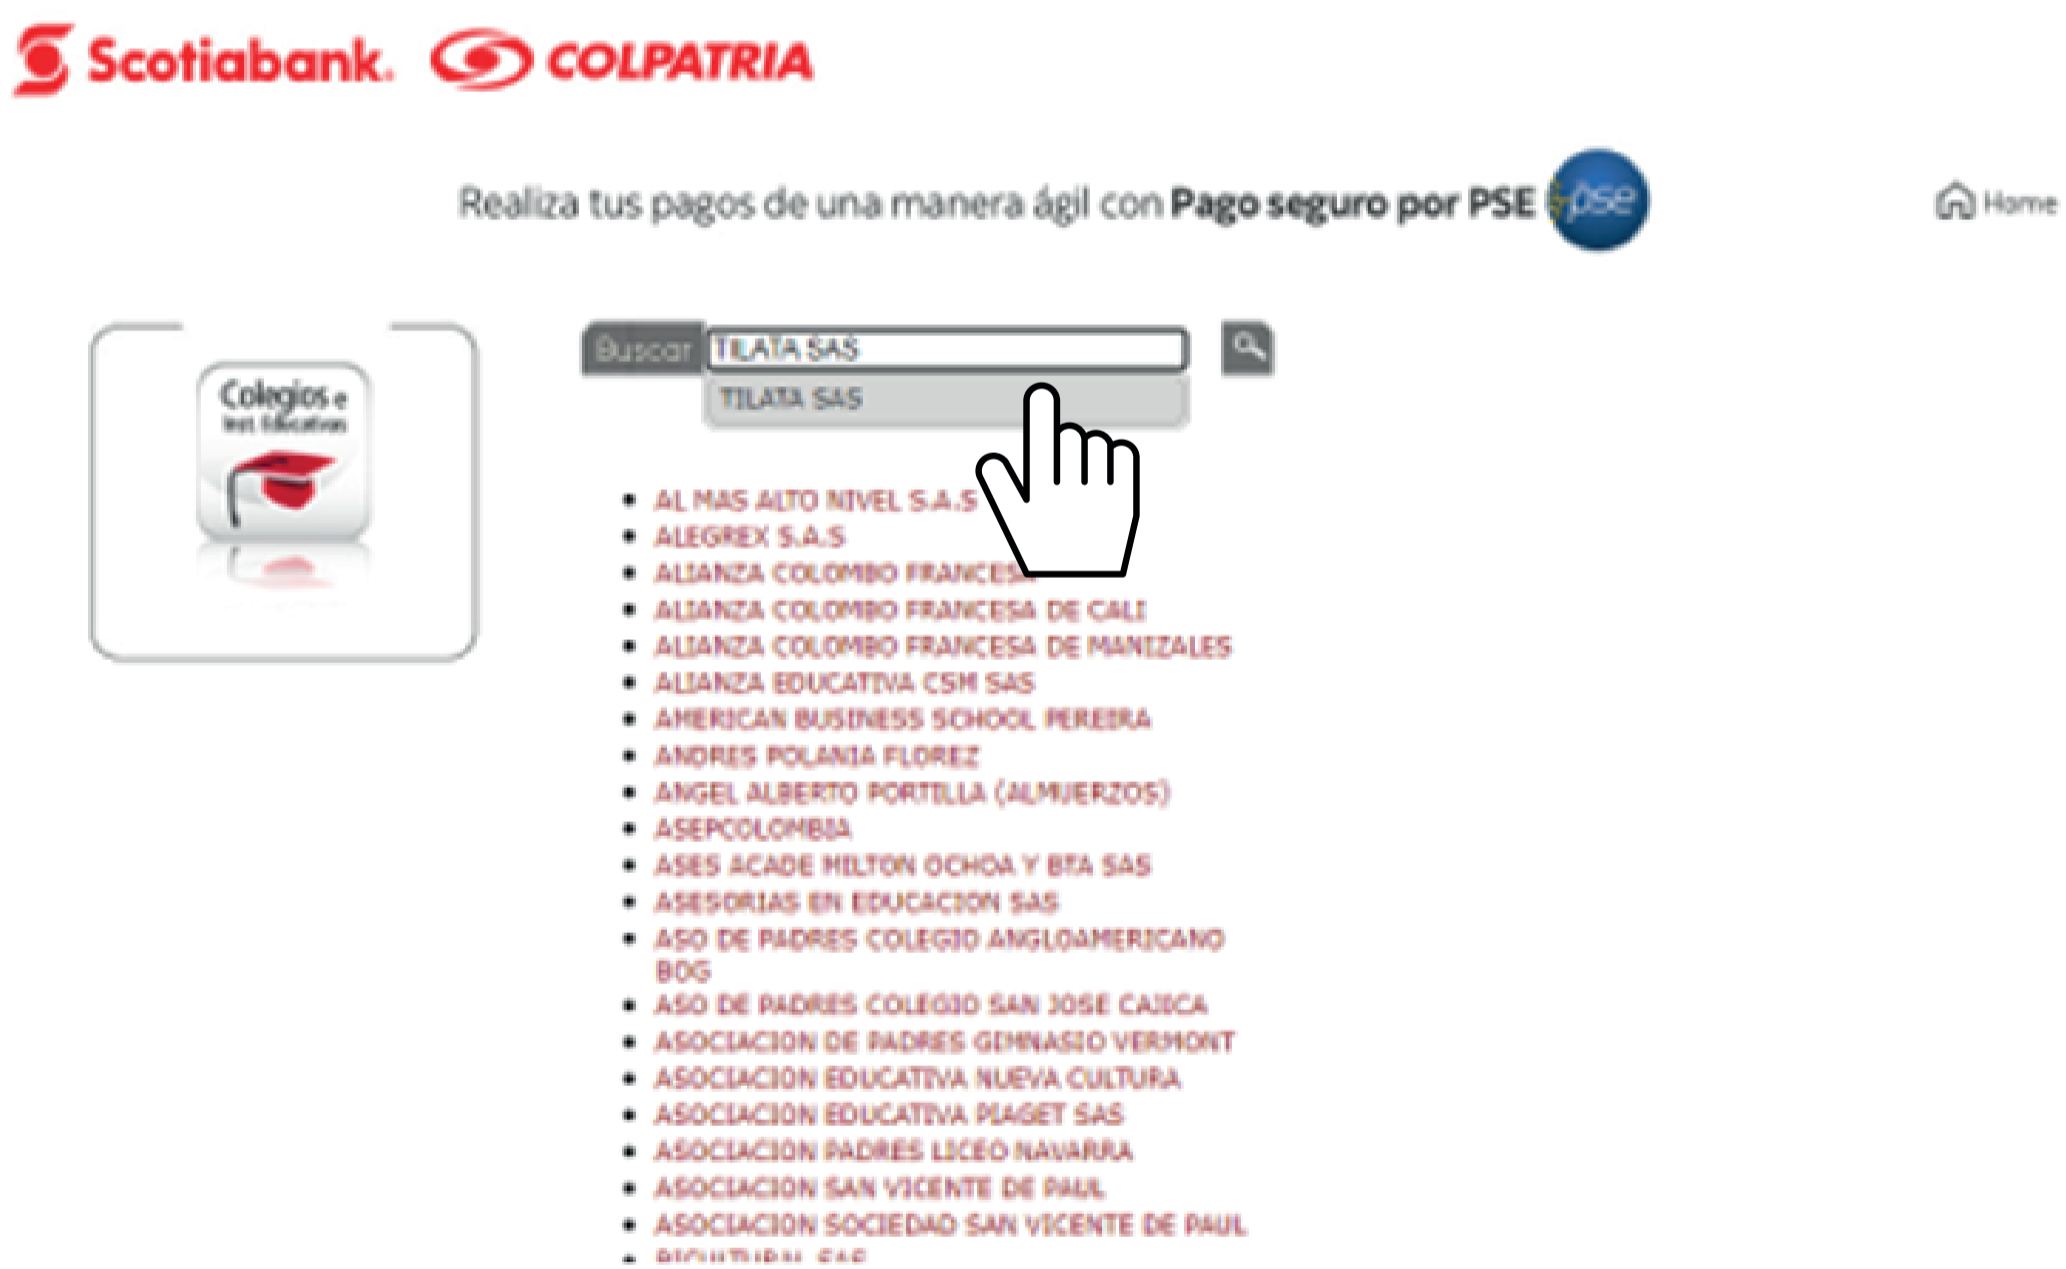 Scotiabank. COLPATRIA
Realiza tus pagos de una manera ágil con Pago seguro por PSE pse
Home
Colegios e
Inst. Educativas
Buscar TILATA SAS
TILATA SAS
AL MAS ALTO NIVEL S.A.S
ALEGREX S.A.S
ALIANZA COLOMBO FRANCESA
ALIANZA COLOMBO FRANCESA DE CALI
ALIANZA COLOMBO FRANCESA DE MANIZALES
ALIANZA EDUCATIVA CSM SAS
AMERICAN BUSINESS SCHOOL PEREIRA
ANDRES POLANIA FLOREZ
ANGEL ALBERTO PORTILLA (ALMUERZOS)
ASEPCOLOMBIA
ASES ACADE MILTON OCHOA Y BTA SAS
ASESORIAS EN EDUCACION SAS
ASO DE PADRES COLEGIO ANGLOAMERICANO
BOG
ASO DE PADRES COLEGIO SAN JOSE CAJICA
ASOCIACION DE PADRES GIMNASIO VERMONT
ASOCIACION EDUCATIVA NUEVA CULTURA
ASOCIACION EDUCATIVA PIAGET SAS
ASOCIACION PADRES LICEO NAVARRA
ASOCIACION SAN VICENTE DE PAUL
ASOCIACION SOCIEDAD SAN VICENTE DE PAUL
BICULTURAL SAS